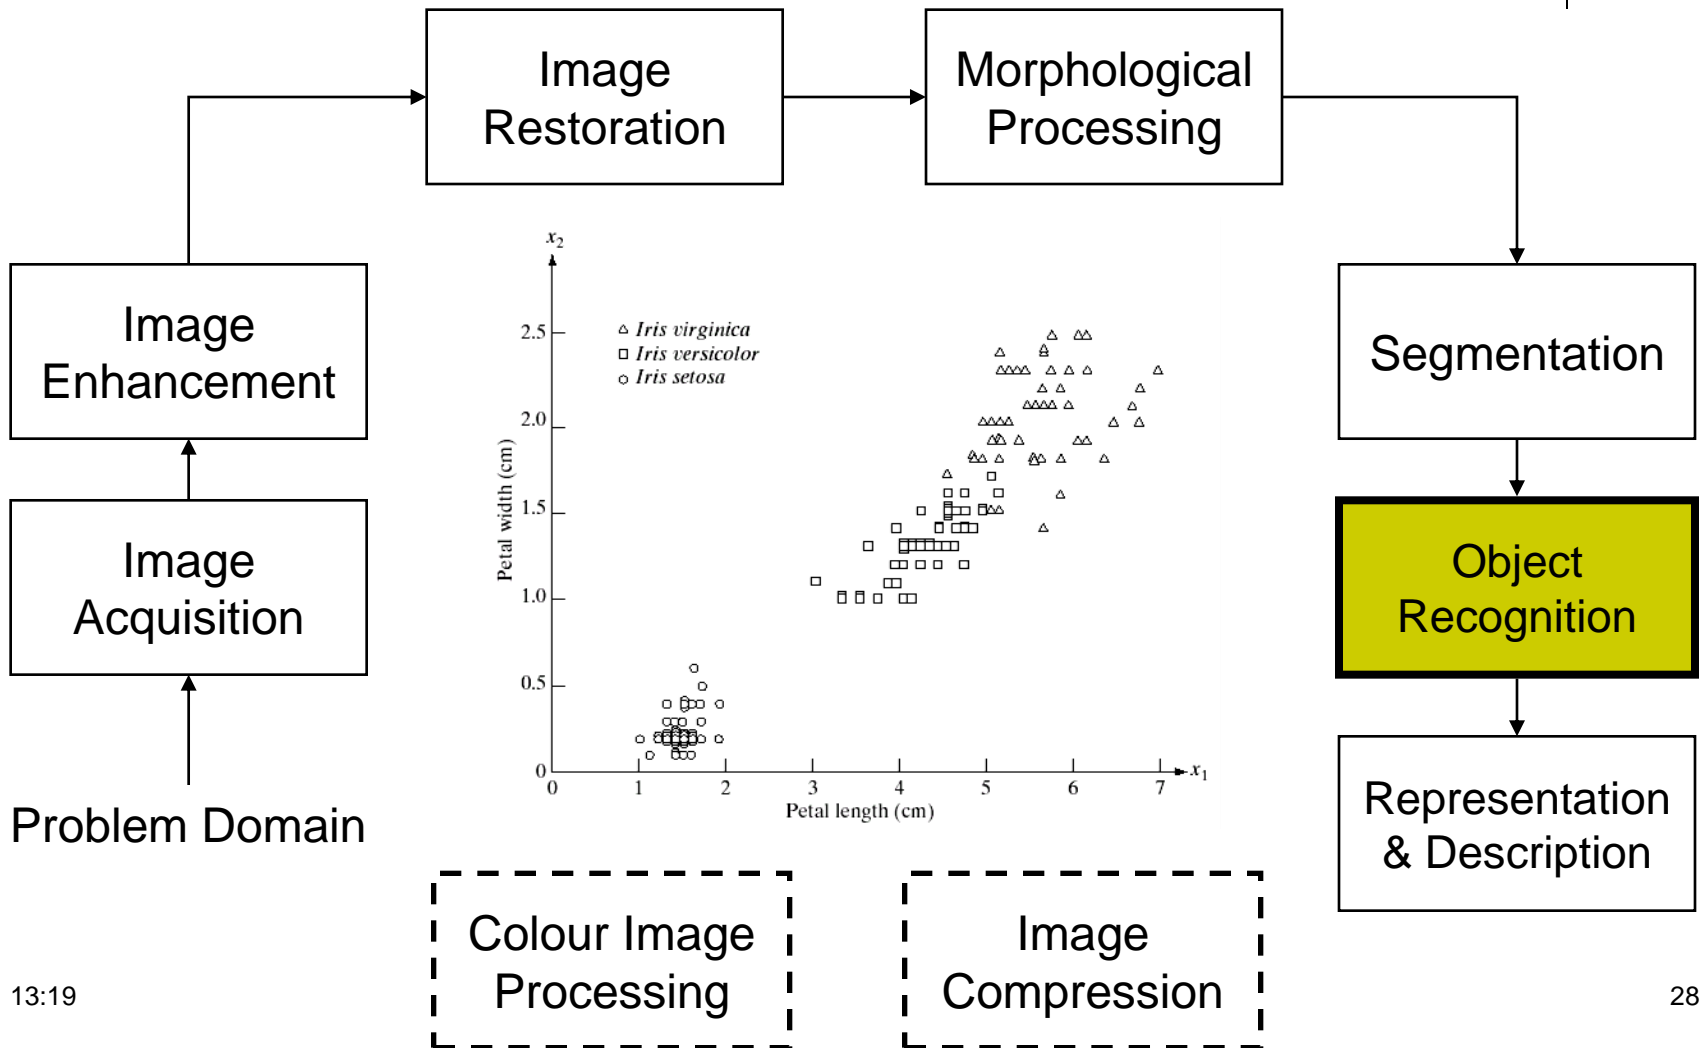 Image
Restoration
Morphological
Processing
Image
Enhancement
Segmentation
x2
2.5
2.0
1.5
1.0
0.5
0
Petal width (cm)
Iris virginica
Iris versicolor
Iris setosa
0 1 2 3 4 5 6 7
x1
Petal length (cm)
Image
Acquisition
Object
Recognition
Problem Domain
Representation
& Description
Colour Image
Processing
Image
Compression
13:19
28